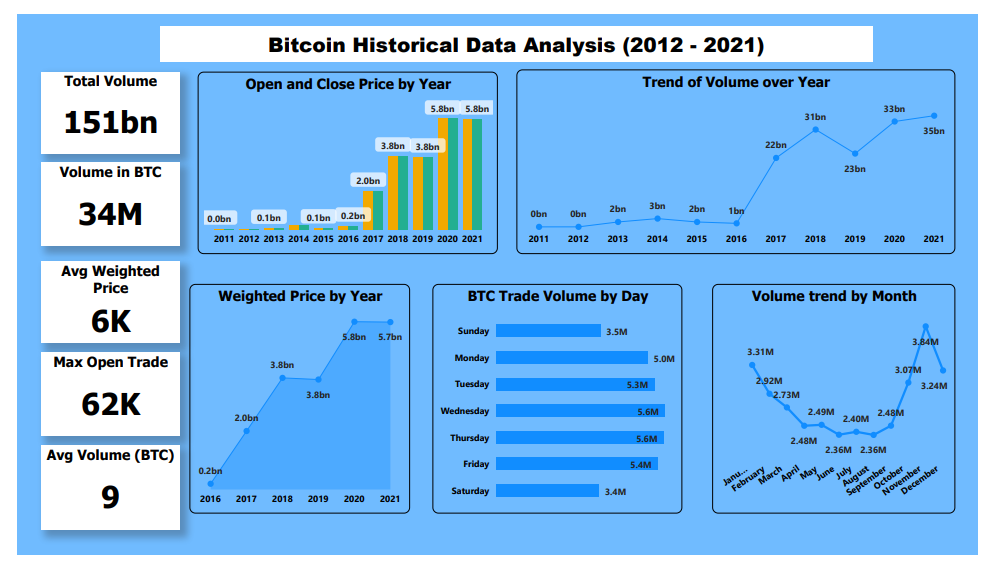 Bitcoin Historical Data Analysis (2012 - 2021)
Total Volume
151bn
Volume in BTC
34M
Avg Weighted
Price
6K
Max Open Trade
62K
Avg Volume (BTC)
9
Open and Close Price by Year
5.8bn 5.8bn
3.8bn 3.8bn
2.0bn
0.0bn 0.1bn 0.1bn 0.2bn
2011 2012 2013 2014 2015 2016 2017 2018 2019 2020 2021
Trend of Volume over Year
0bn 0bn 2bn 3bn 2bn 1bn 22bn 31bn 23bn 33bn 35bn
2011 2012 2013 2014 2015 2016 2017 2018 2019 2020 2021
Weighted Price by Year
0.2bn 2.0bn 3.8bn 3.8bn 5.8bn 5.7bn
2016 2017 2018 2019 2020 2021
BTC Trade Volume by Day
Sunday 3.5M
Monday 5.0M
Tuesday 5.3M
Wednesday 5.6M
Thursday 5.6M
Friday 5.4M
Saturday 3.4M
Volume trend by Month
3.31M 2.92M 2.73M 2.48M 2.49M 2.36M 2.40M 2.36M 2.48M 3.07M 3.84M 3.24M
Janu... February March April May June July August September October November December